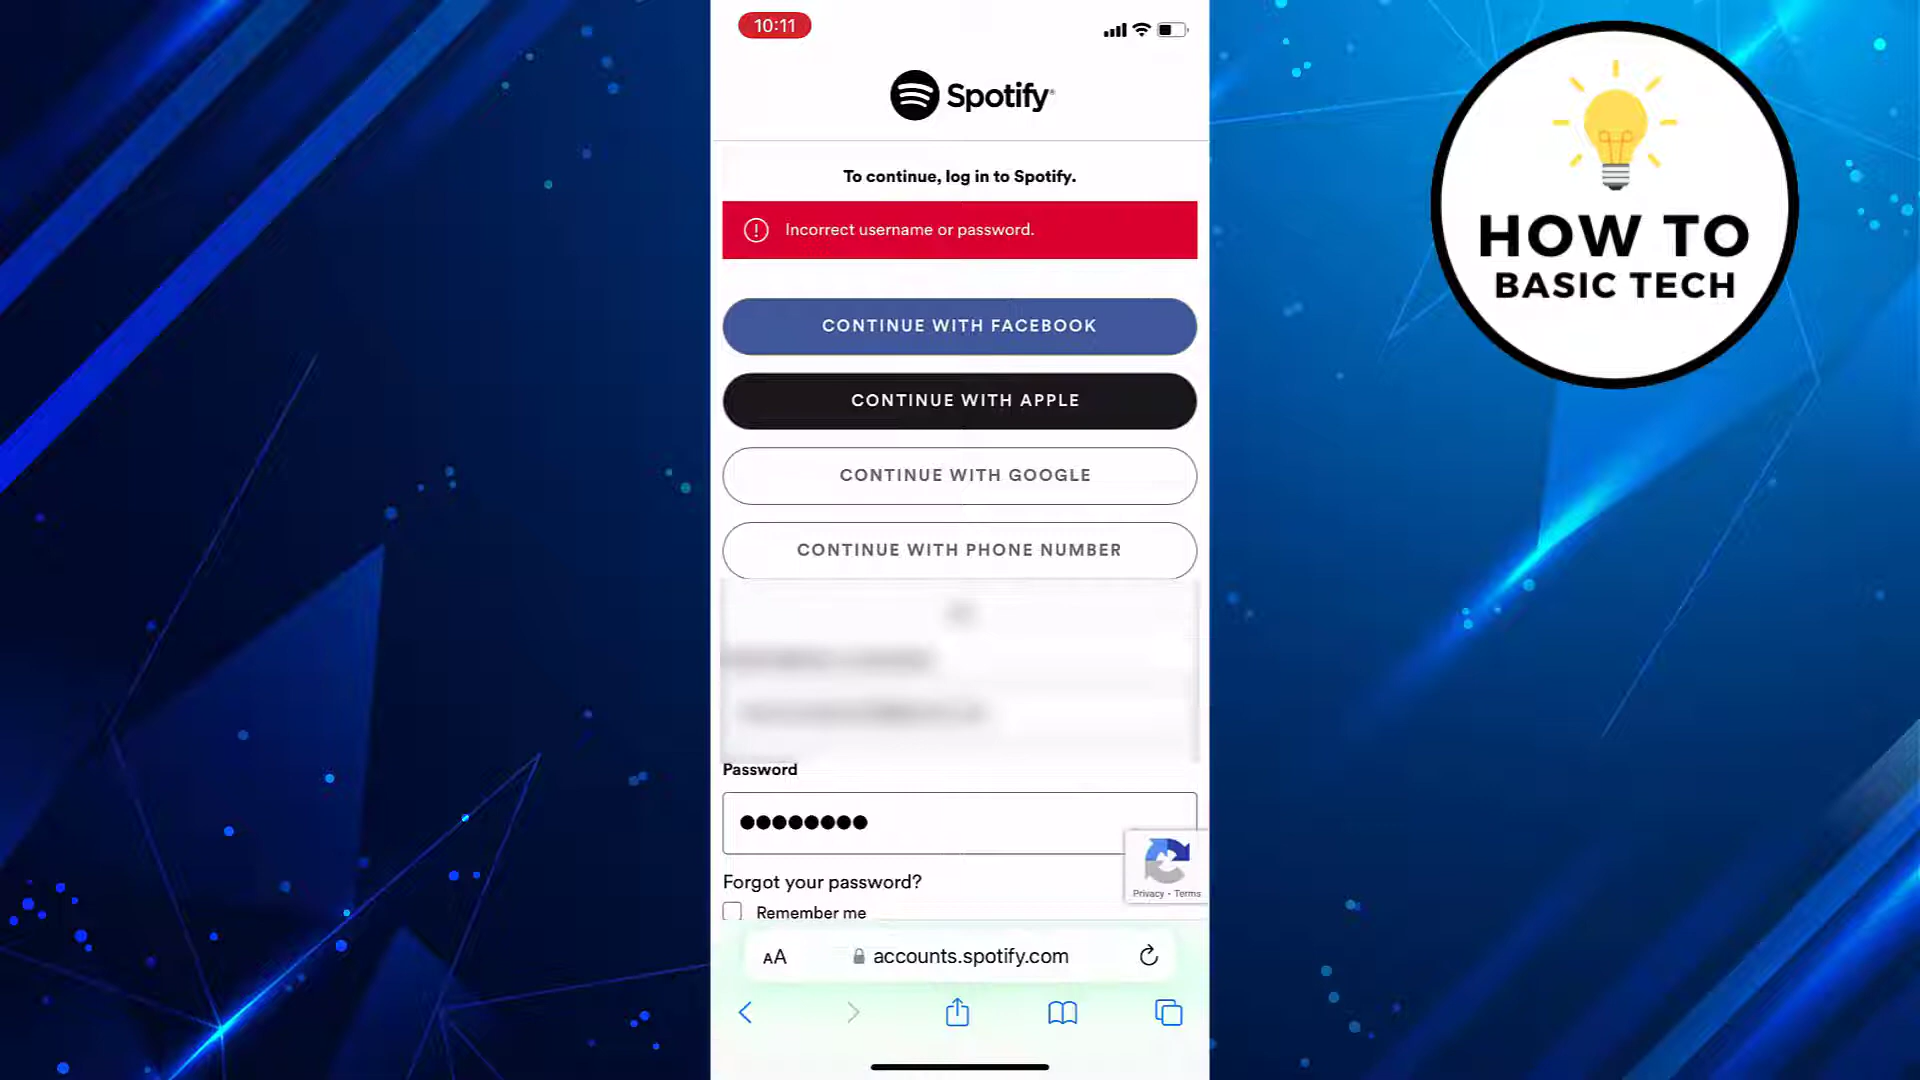 10:11
Spotify
To continue, log in to Spotify.
Incorrect username or password.
CONTINUE WITH FACEBOOK
CONTINUE WITH APPLE
CONTINUE WITH GOOGLE
CONTINUE WITH PHONE NUMBER
Password
Forgot your password?
Privacy - Terms
Remember me
AA
accounts.spotify.com
HOW TO
BASIC TECH